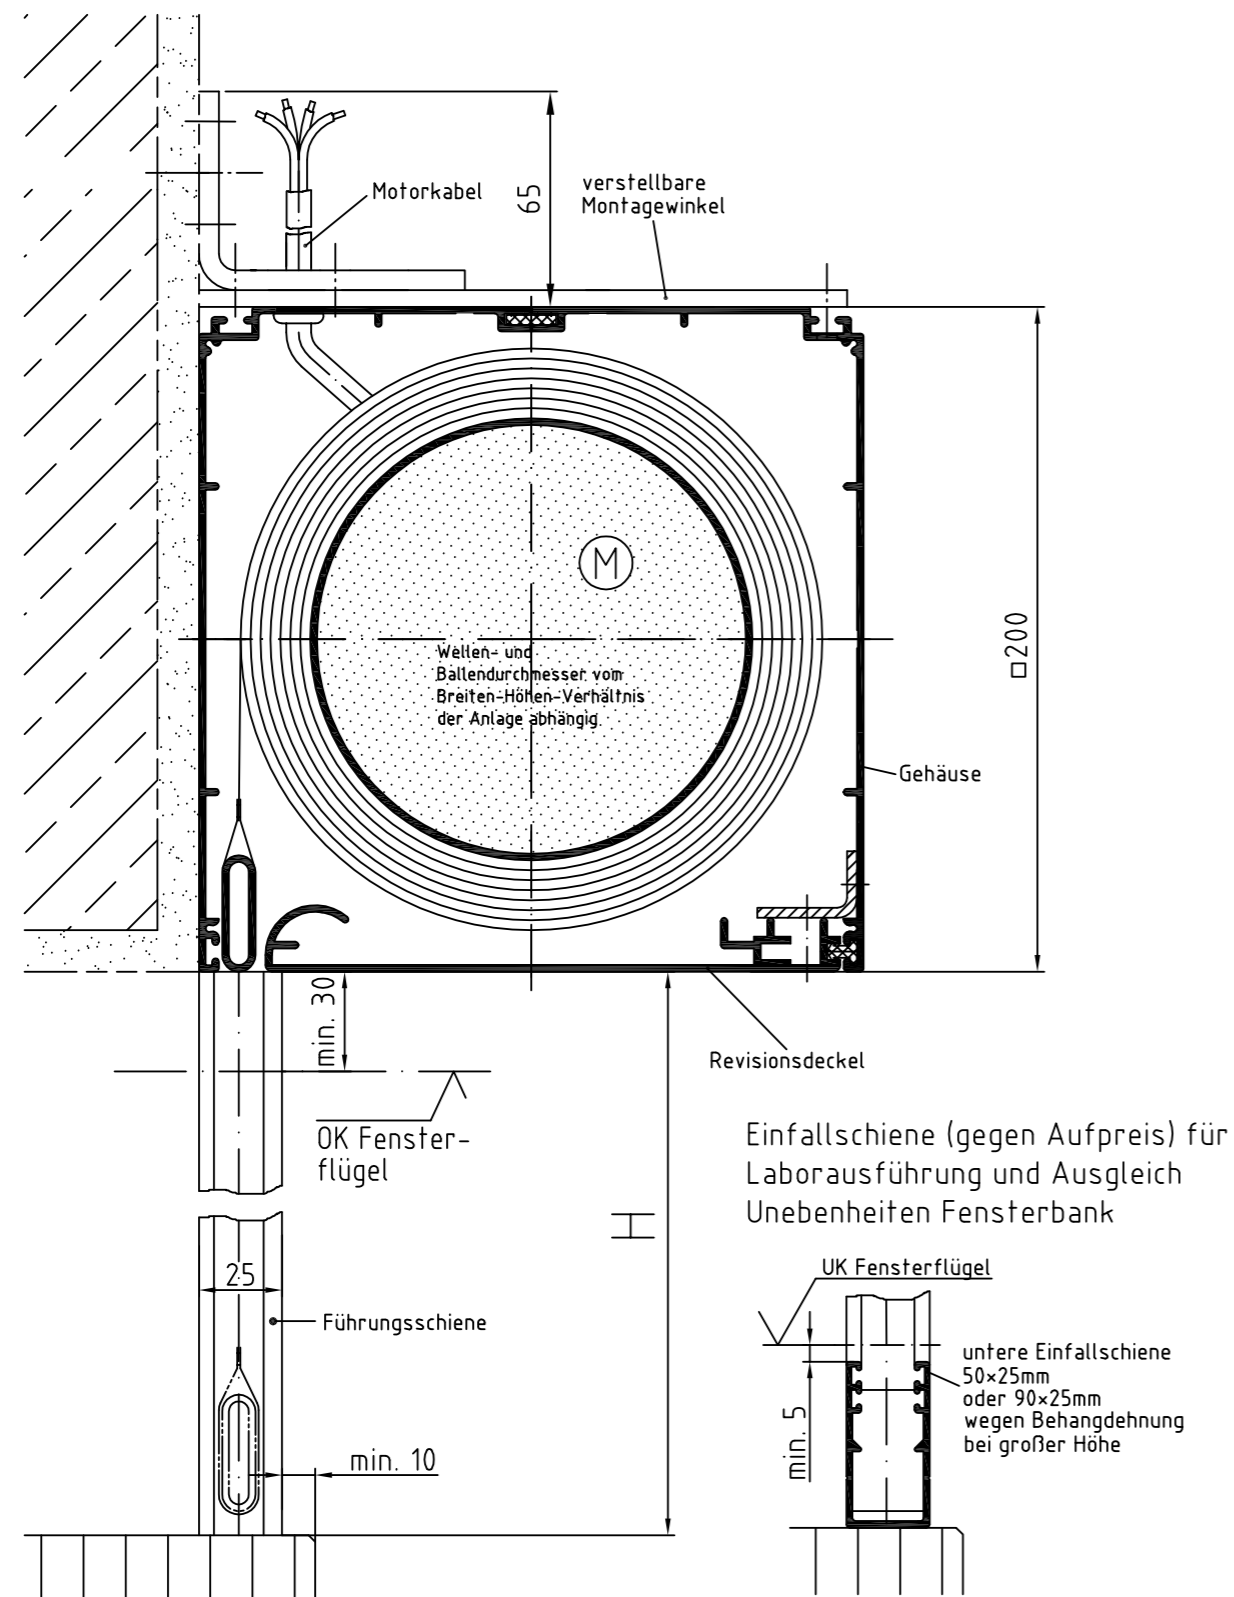 Motorkabel
65
verstellbare
Montagewinkel
M
□200
Wellen- und
Ballendurchmesser vom
Breiten-Höhen-Verhältnis
der Anlage abhängig.
Gehäuse
min. 30
Revisionsdeckel
OK Fenster-
flügel
Einfallschiene (gegen Aufpreis) für
Laborausführung und Ausgleich
Unebenheiten Fensterbank
H
UK Fensterflügel
25
Führungsschiene
untere Einfallschiene
50×25mm
oder 90×25mm
wegen Behangdehnung
bei großer Höhe
min. 5
min. 10